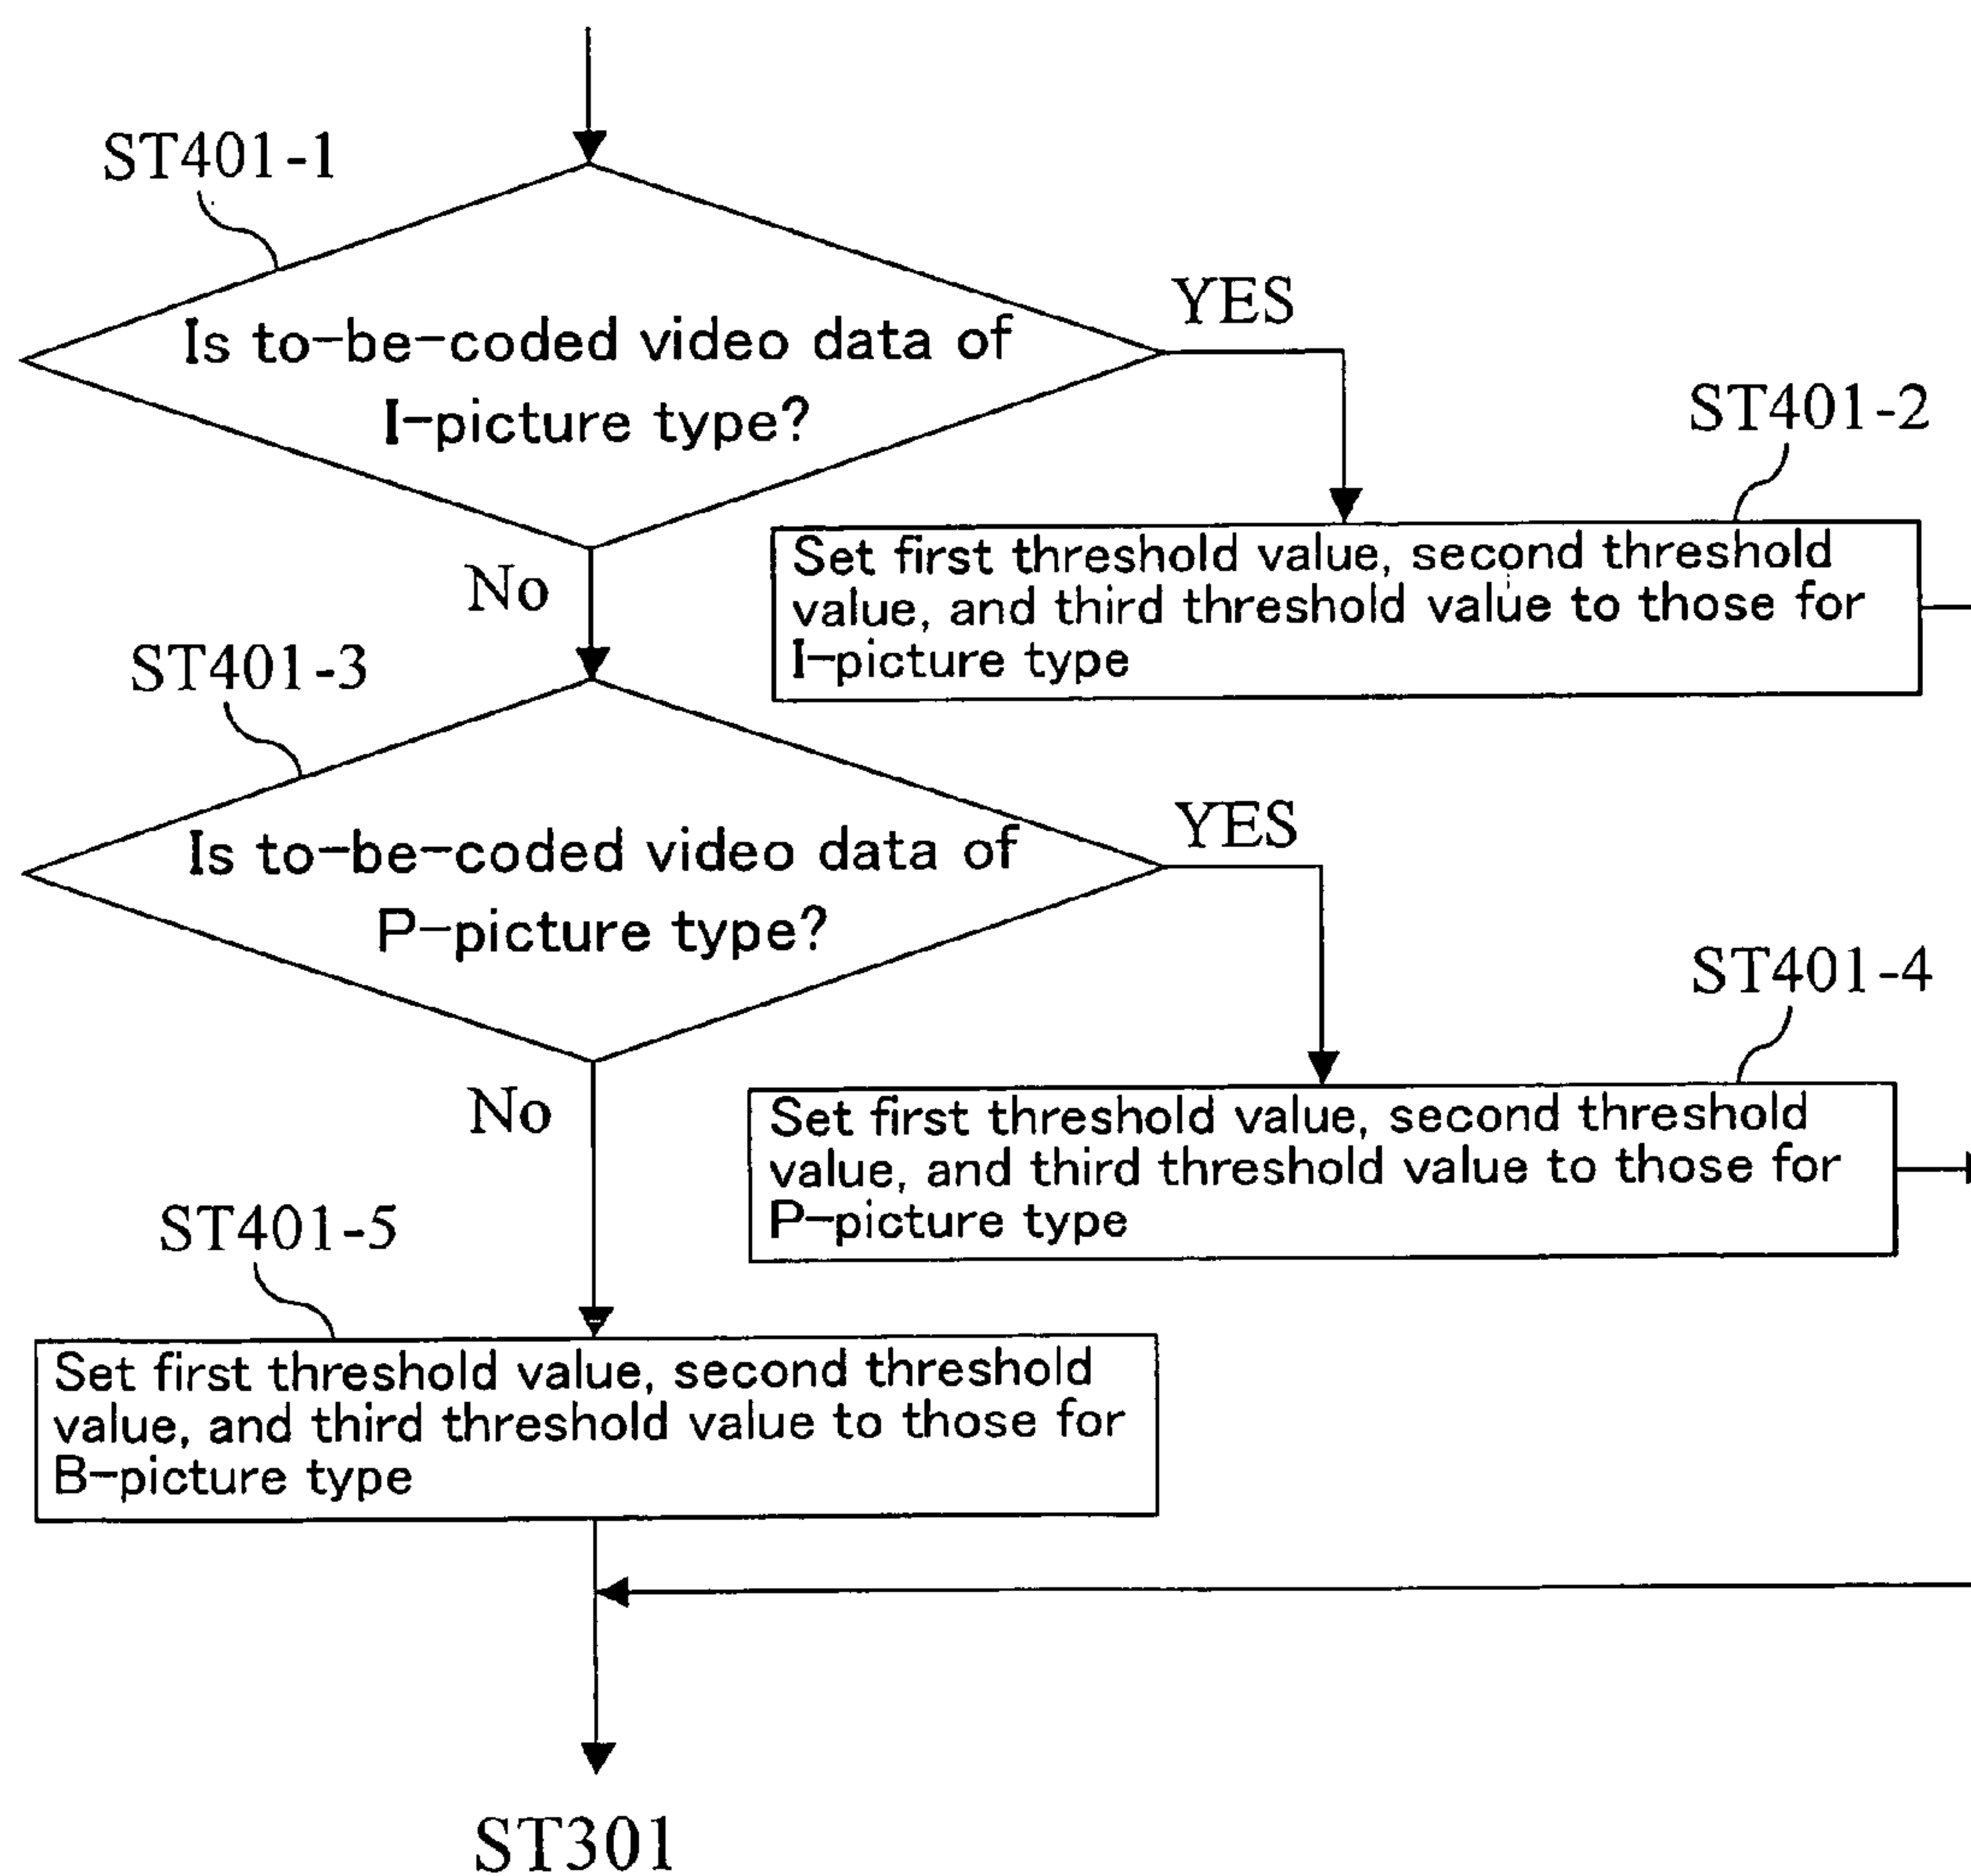 ST401-1
Is to-be-coded video data of
I-picture type?
YES
ST401-2
Set first threshold value, second threshold
value, and third threshold value to those for
I-picture type
No
ST401-3
Is to-be-coded video data of
P-picture type?
YES
ST401-4
Set first threshold value, second threshold
value, and third threshold value to those for
P-picture type
No
ST401-5
Set first threshold value, second threshold
value, and third threshold value to those for
B-picture type
ST301